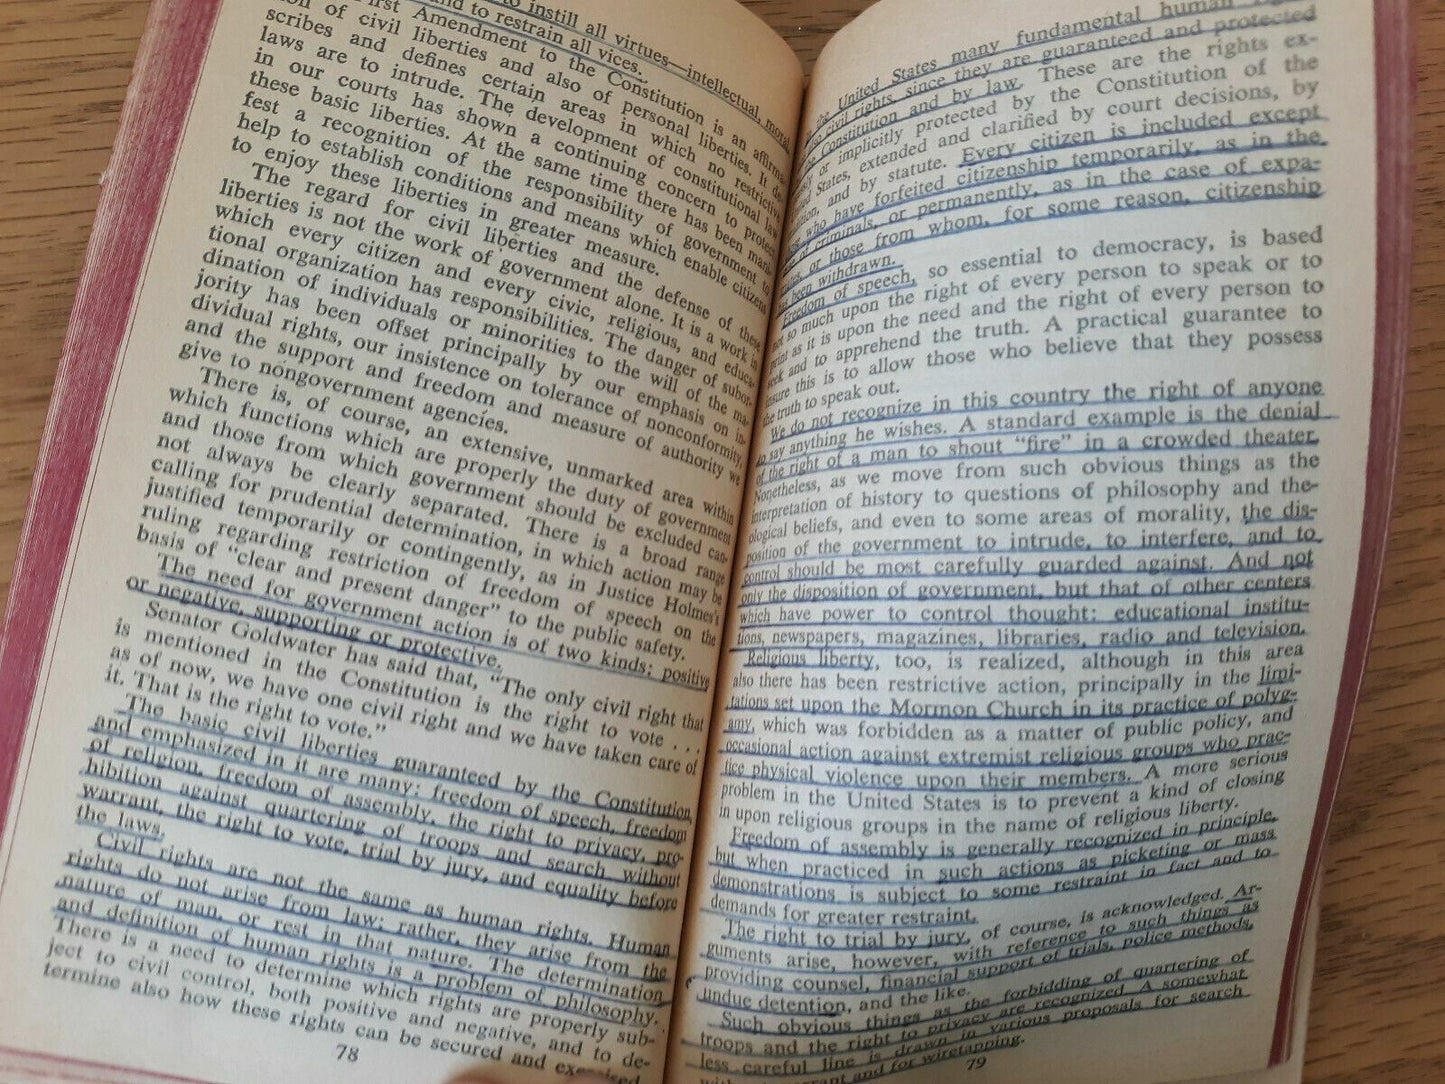 to instill all virtues—intellectual, moral
and to restrain all vices.
First Amendment to the Constitution is an affirma-
of civil liberties and also of personal liberties. It de-
scribes and defines certain areas in which no restrictive
laws are to intrude. The development of constitutional law
in our courts has shown a continuing concern to protect
these basic liberties. At the same time there has been mani-
fest a recognition of the responsibility of government to
help to establish conditions and means which enable citizens
to enjoy these liberties in greater measure.
The regard for civil liberties and the defense of these
liberties is not the work of government alone. It is a work in
which every citizen and every civic, religious, and educa-
tional organization has responsibilities. The danger of subor-
dination of individuals or minorities to the will of the ma-
jority has been offset principally by our emphasis on in-
dividual rights, our insistence on tolerance of nonconformity,
and the support and freedom and measure of authority we
give to nongovernment agencies.
There is, of course, an extensive, unmarked area within
which functions which are properly the duty of government
and those from which government should be excluded can-
not always be clearly separated. There is a broad range
calling for prudential determination, in which action may be
justified temporarily or contingently, as in Justice Holmes's
ruling regarding restriction of freedom of speech on the
basis of "clear and present danger" to the public safety.
The need for government action is of two kinds: positive
or negative, supporting or protective.
Senator Goldwater has said that, "The only civil right that
is mentioned in the Constitution is the right to vote . . .
as of now, we have one civil right and we have taken care of
it. That is the right to vote."
The basic civil liberties guaranteed by the Constitution
and emphasized in it are many: freedom of speech, freedom
of religion, freedom of assembly, the right to privacy, pro-
hibition against quartering of troops and search without
warrant, the right to vote, trial by jury, and equality before
the laws.
Civil rights are not the same as human rights. Human
rights do not arise from law; rather, they arise from the
nature of man, or rest in that nature. The determination
and definition of human rights is a problem of philosophy.
There is a need to determine which rights are properly sub-
ject to civil control, both positive and negative, and to de-
termine also how these rights can be secured and exercised
78
United States many fundamental human
civil rights, since they are guaranteed and protected
Constitution and by law. These are the rights ex-
or implicitly protected by the Constitution of the
States, extended and clarified by court decisions, by
and by statute. Every citizen is included except
who have forfeited citizenship temporarily, as in the
of criminals, or permanently, as in the case of expa-
or those from whom, for some reason, citizenship
been withdrawn.
Freedom of speech, so essential to democracy, is based
not so much upon the right of every person to speak or to
print as it is upon the need and the right of every person to
seek and to apprehend the truth. A practical guarantee to
insure this is to allow those who believe that they possess
the truth to speak out.
We do not recognize in this country the right of anyone
to say anything he wishes. A standard example is the denial
of the right of a man to shout "fire" in a crowded theater.
Nonetheless, as we move from such obvious things as the
interpretation of history to questions of philosophy and the-
ological beliefs, and even to some areas of morality, the dis-
position of the government to intrude, to interfere, and to
control should be most carefully guarded against. And not
only the disposition of government, but that of other centers
which have power to control thought: educational institu-
tions, newspapers, magazines, libraries, radio and television.
Religious liberty, too, is realized, although in this area
also there has been restrictive action, principally in the limi-
tations set upon the Mormon Church in its practice of polyg-
amy, which was forbidden as a matter of public policy, and
occasional action against extremist religious groups who prac-
tice physical violence upon their members. A more serious
problem in the United States is to prevent a kind of closing
in upon religious groups in the name of religious liberty.
Freedom of assembly is generally recognized in principle,
but when practiced in such actions as picketing or mass
demonstrations is subject to some restraint in fact and to
demands for greater restraint.
The right to trial by jury, of course, is acknowledged. Ar-
guments arise, however, with reference to such things as
providing counsel, financial support of trials, police methods,
undue detention, and the like.
Such obvious things as the forbidding of quartering of
troops and the right to privacy are recognized A somewhat
less careful line is drawn in various proposals for search
warrant and for wiretapping.
79